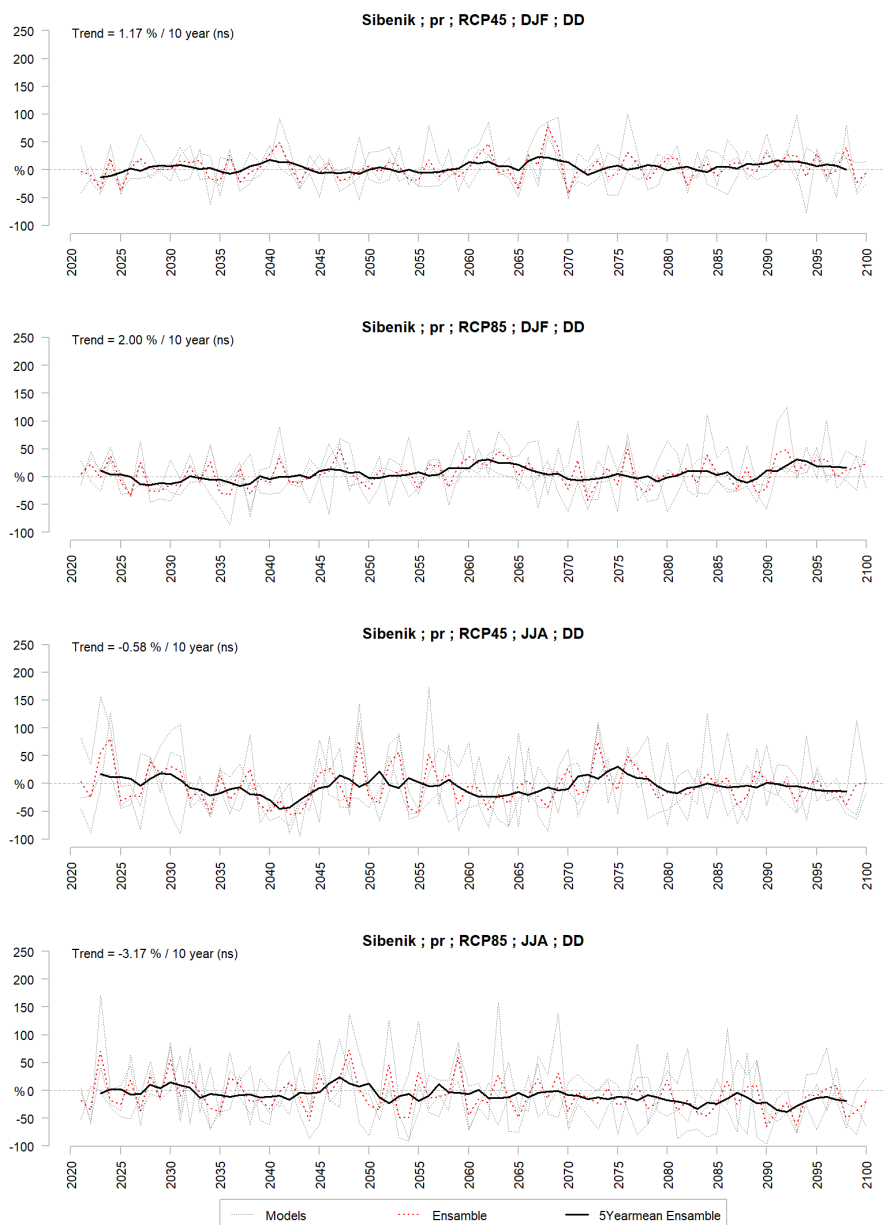 Sibenik ; pr ; RCP45 ; DJF ; DD
Trend = 1.17 % / 10 year (ns)
250
200
150
100
50
% 0
-50
-100
2020 2025 2030 2035 2040 2045 2050 2055 2060 2065 2070 2075 2080 2085 2090 2095 2100
Sibenik ; pr ; RCP85 ; DJF ; DD
Trend = 2.00 % / 10 year (ns)
250
200
150
100
50
% 0
-50
-100
2020 2025 2030 2035 2040 2045 2050 2055 2060 2065 2070 2075 2080 2085 2090 2095 2100
Sibenik ; pr ; RCP45 ; JJA ; DD
Trend = -0.58 % / 10 year (ns)
250
200
150
100
50
% 0
-50
-100
2020 2025 2030 2035 2040 2045 2050 2055 2060 2065 2070 2075 2080 2085 2090 2095 2100
Sibenik ; pr ; RCP85 ; JJA ; DD
Trend = -3.17 % / 10 year (ns)
250
200
150
100
50
% 0
-50
-100
2020 2025 2030 2035 2040 2045 2050 2055 2060 2065 2070 2075 2080 2085 2090 2095 2100
Models Ensamble 5Yearmean Ensamble